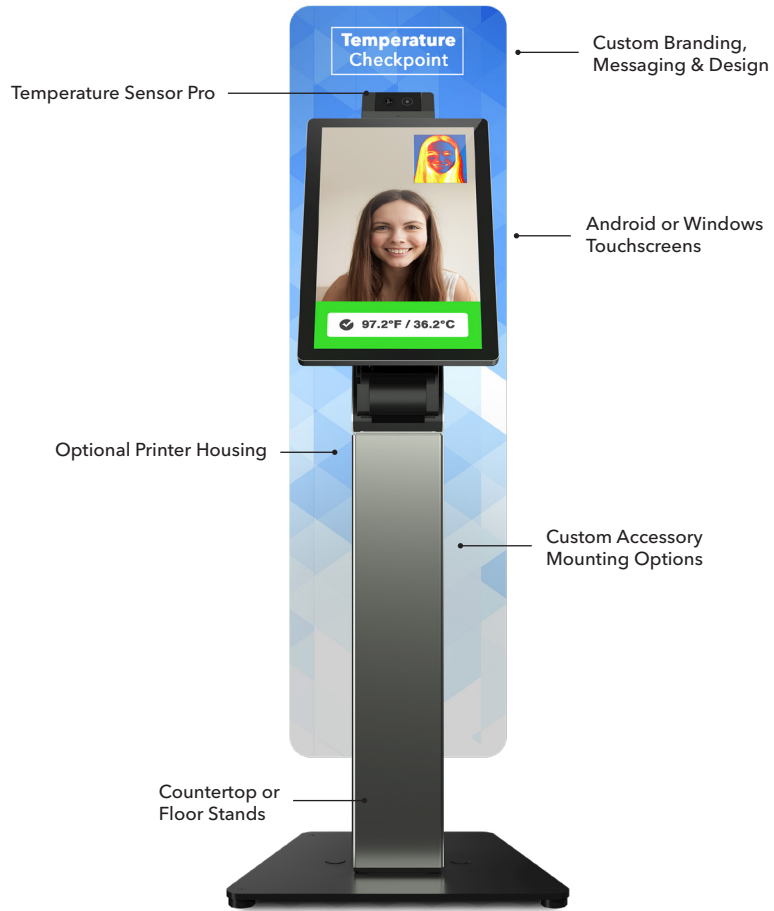 Temperature
Checkpoint
Custom Branding,
Messaging & Design
Temperature Sensor Pro
Android or Windows
Touchscreens
97.2°F / 36.2°C
Optional Printer Housing
Custom Accessory
Mounting Options
Countertop or
Floor Stands